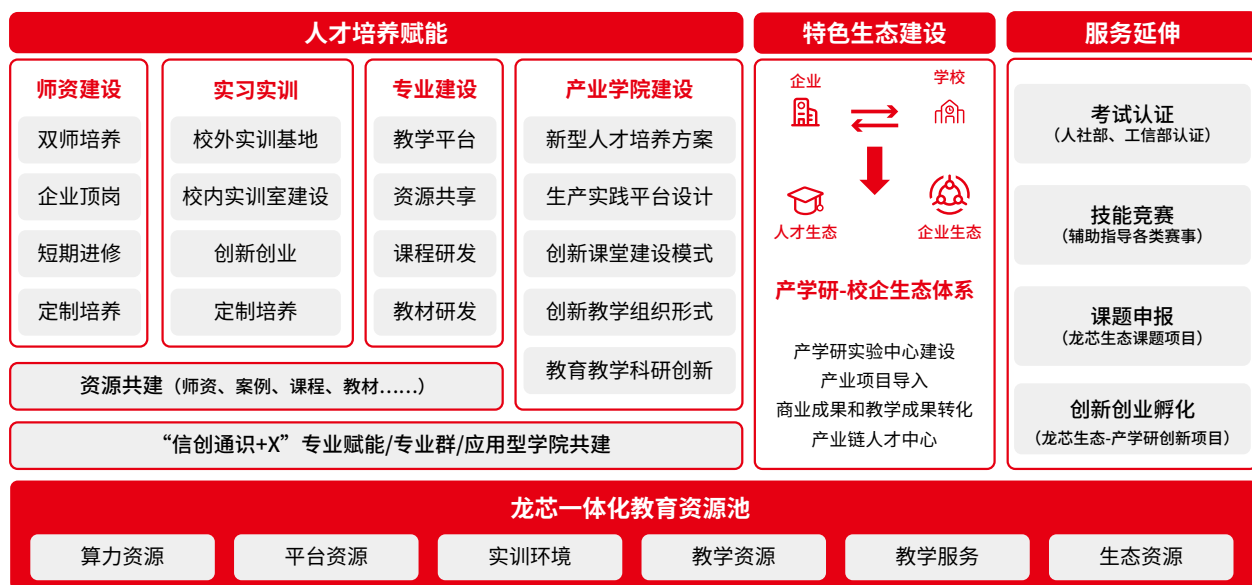 人才培养赋能
师资建设
双师培养
企业顶岗
短期进修
定制培养
实习实训
校外实训基地
校内实训室建设
创新创业
定制培养
专业建设
教学平台
资源共享
课程研发
教材研发
产业学院建设
新型人才培养方案
生产实践平台设计
创新课堂建设模式
创新教学组织形式
教育教学科研创新
资源共建（师资、案例、课程、教材……）
“信创通识+X”专业赋能/专业群/应用型学院共建
特色生态建设
企业
学校
人才生态
企业生态
产学研-校企生态体系
产学研实验中心建设
产业项目导入
商业成果和教学成果转化
产业链人才中心
服务延伸
考试认证
（人社部、工信部认证）
技能竞赛
（辅助指导各类赛事）
课题申报
（龙芯生态课题项目）
创新创业孵化
（龙芯生态-产学研创新项目）
龙芯一体化教育资源池
算力资源
平台资源
实训环境
教学资源
教学服务
生态资源